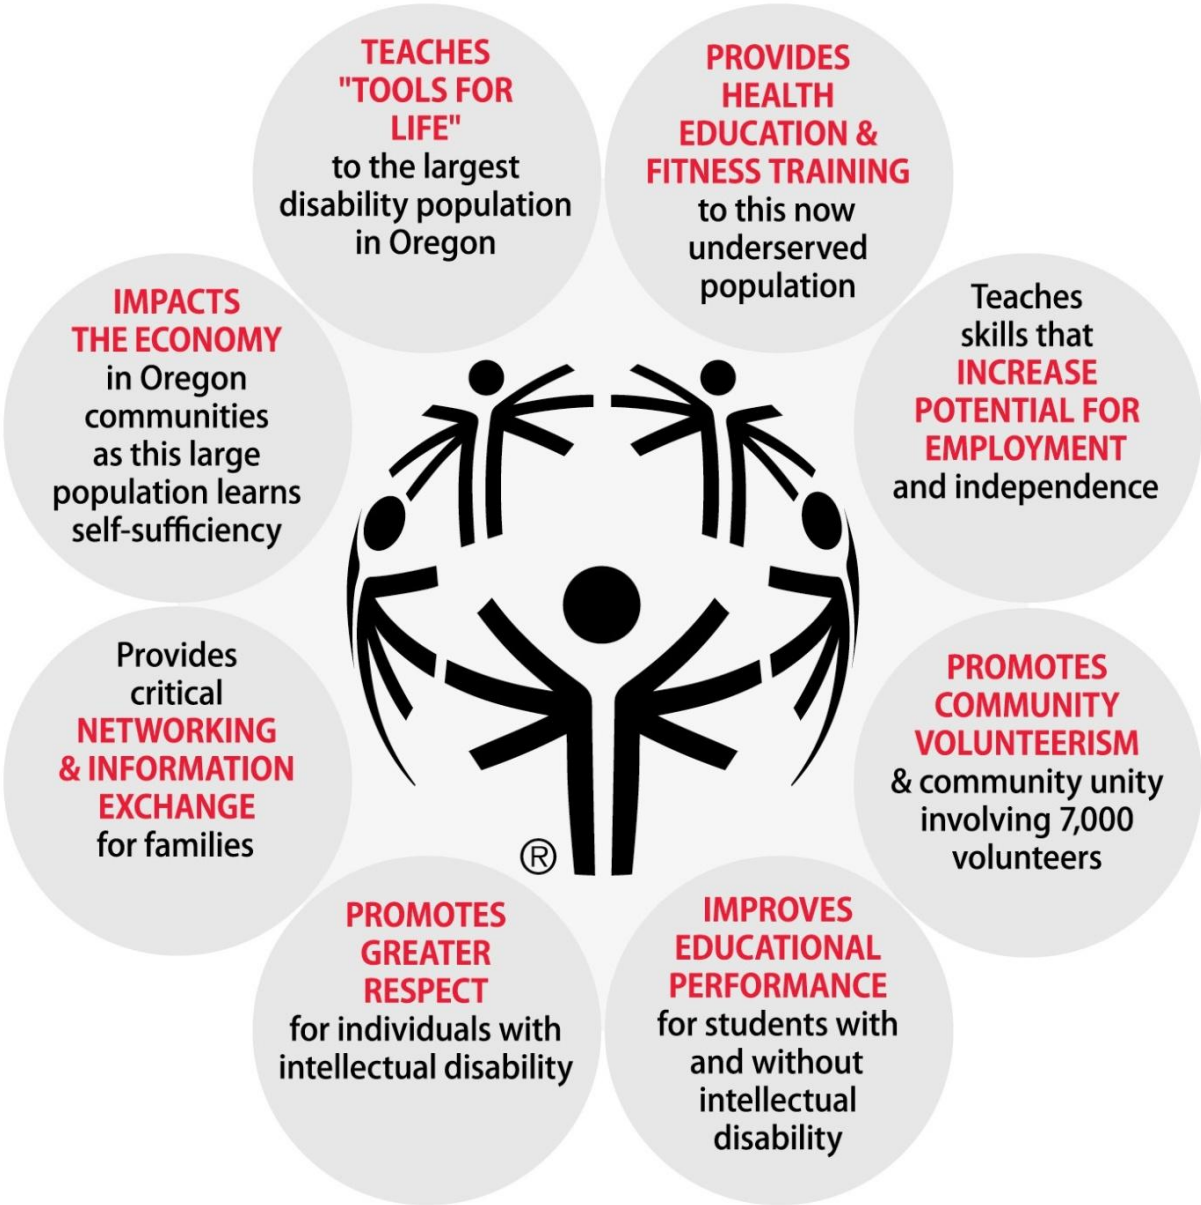 TEACHES
"TOOLS FOR
LIFE"
to the largest
disability population
in Oregon
PROVIDES
HEALTH
EDUCATION &
FITNESS TRAINING
to this now
underserved
population
Teaches
skills that
INCREASE
POTENTIAL FOR
EMPLOYMENT
and independence
PROMOTES
COMMUNITY
VOLUNTEERISM
& community unity
involving 7,000
volunteers
IMPROVES
EDUCATIONAL
PERFORMANCE
for students with
and without
intellectual
disability
PROMOTES
GREATER
RESPECT
for individuals with
intellectual disability
Provides
critical
NETWORKING
& INFORMATION
EXCHANGE
for families
IMPACTS
THE ECONOMY
in Oregon
communities
as this large
population learns
self-sufficiency
®